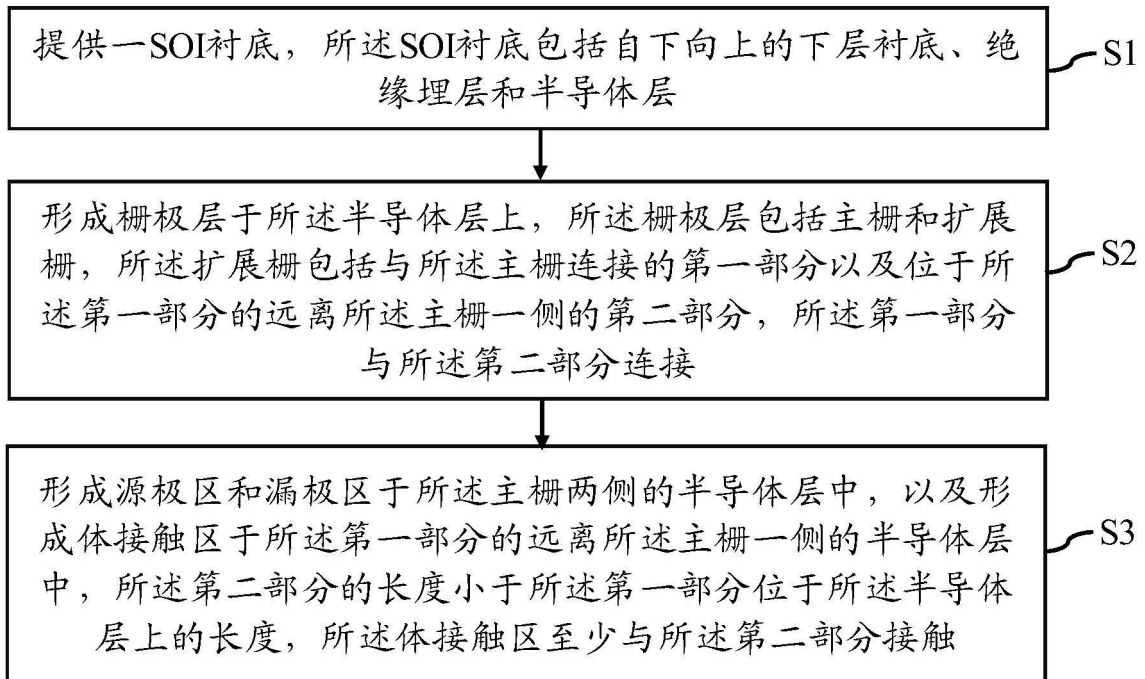 提供一SOI衬底，所述SOI衬底包括自下向上的下层衬底、绝
缘埋层和半导体层
S1
形成栅极层于所述半导体层上，所述栅极层包括主栅和扩展
栅，所述扩展栅包括与所述主栅连接的第一部分以及位于所
述第一部分的远离所述主栅一侧的第二部分，所述第一部分
与所述第二部分连接
S2
形成源极区和漏极区于所述主栅两侧的半导体层中，以及形
成体接触区于所述第一部分的远离所述主栅一侧的半导体层
中，所述第二部分的长度小于所述第一部分位于所述半导体
层上的长度，所述体接触区至少与所述第二部分接触
S3